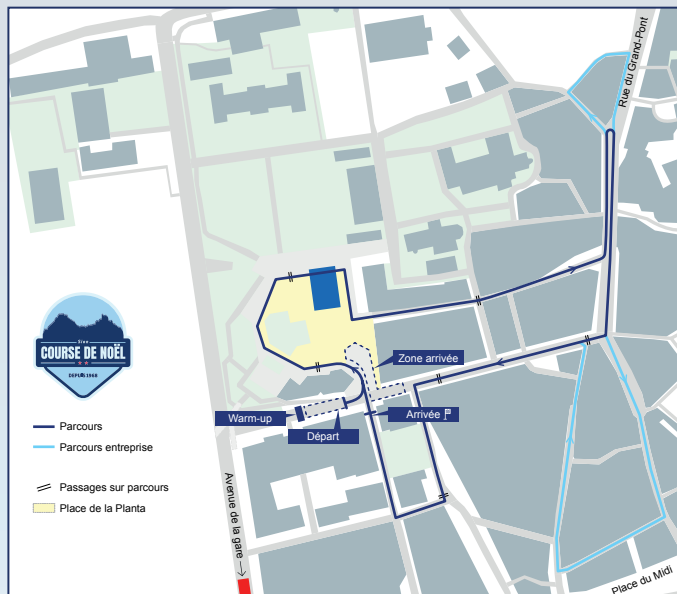 Rue du Grand-Pont
Sion
COURSE DE NOËL
DEPUIS 1968
Zone arrivée
Warm-up
Arrivée
Départ
Parcours
Parcours entreprise
Passages sur parcours
Place de la Planta
Avenue de la gare
Place du Midi